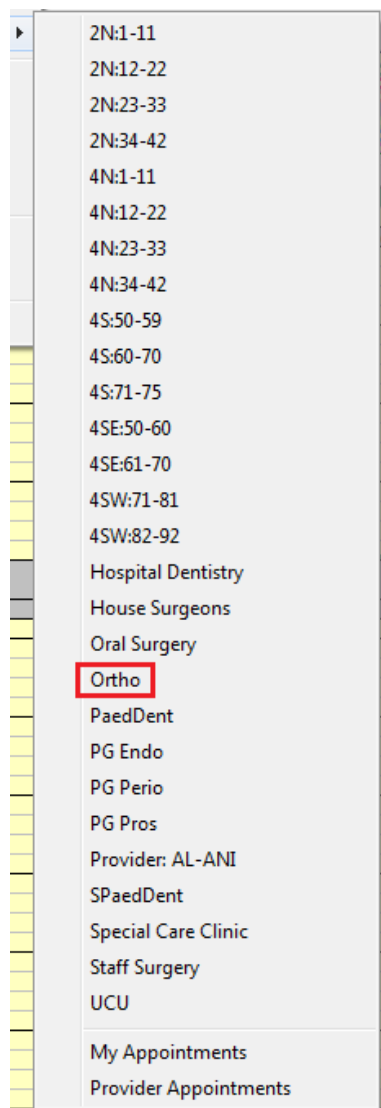 2N:1-11
2N:12-22
2N:23-33
2N:34-42
4N:1-11
4N:12-22
4N:23-33
4N:34-42
4S:50-59
4S:60-70
4S:71-75
4SE:50-60
4SE:61-70
4SW:71-81
4SW:82-92
Hospital Dentistry
House Surgeons
Oral Surgery
Ortho
PaedDent
PG Endo
PG Perio
PG Pros
Provider: AL-ANI
SPaedDent
Special Care Clinic
Staff Surgery
UCU
My Appointments
Provider Appointments